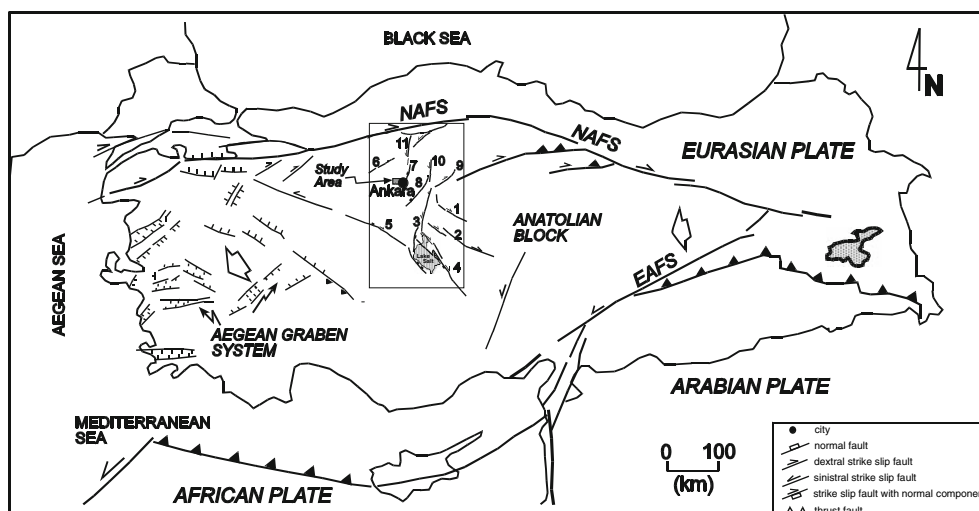 BLACK SEA
N
NAFS
NAFS
EURASIAN PLATE
11
6
7
10
9
Study
Area
Ankara
8
1
5
3
2
ANATOLIAN
BLOCK
Lake
Salt
4
AEGEAN SEA
EAFS
AEGEAN GRABEN
SYSTEM
ARABIAN PLATE
MEDITERRANEAN
SEA
AFRICAN PLATE
0 100
(km)
city
normal fault
dextral strike slip fault
sinistral strike slip fault
strike slip fault with normal component
thrust fault